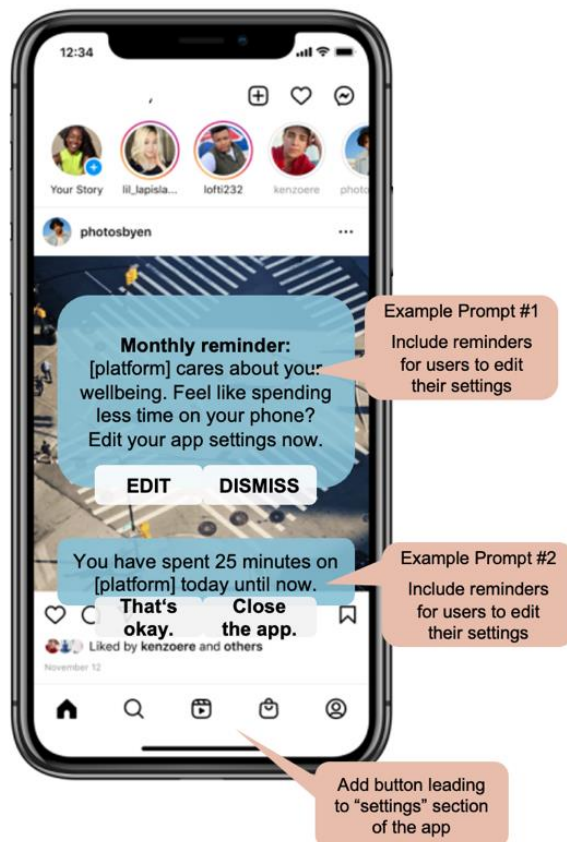 12:34
Your Story
lil_lapisla...
lofti232
kenzoere
photo
photosbyen
Example Prompt #1
Include reminders
for users to edit
their settings
Monthly reminder:
[platform] cares about your
wellbeing. Feel like spending
less time on your phone?
Edit your app settings now.
EDIT
DISMISS
You have spent 25 minutes on
[platform] today until now.
That's
okay.
Close
the app.
Example Prompt #2
Include reminders
for users to edit
their settings
Liked by kenzoere and others
November 12
Add button leading
to “settings” section
of the app